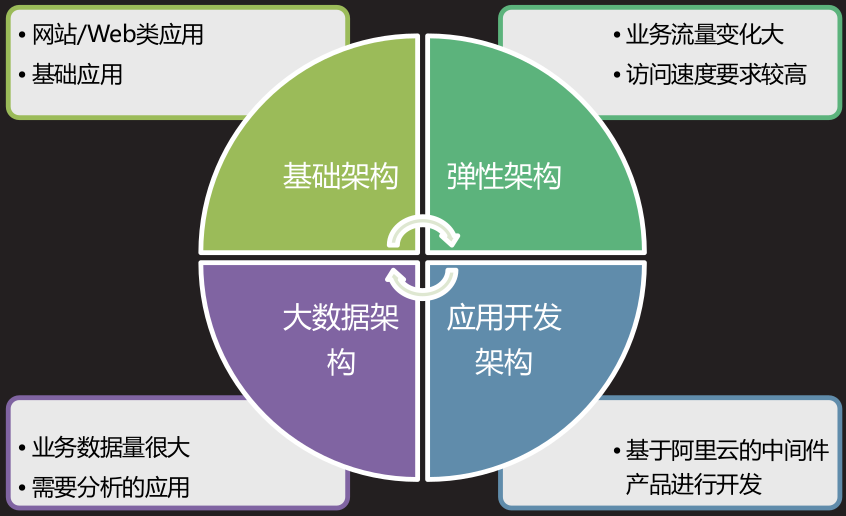 • 网站/Web类应用
• 基础应用
• 业务流量变化大
• 访问速度要求较高
基础架构
弹性架构
大数据架
构
应用开发
架构
• 业务数据量很大
• 需要分析的应用
• 基于阿里云的中间件
产品进行开发